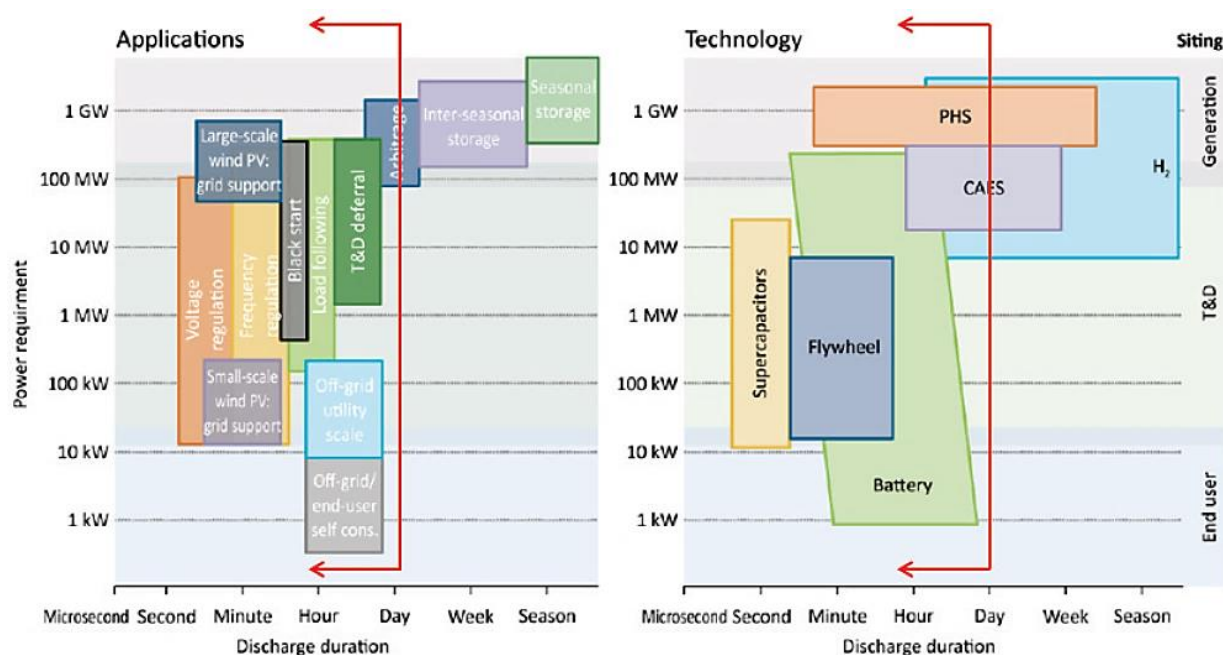 Applications
Power requirment
1 GW
100 MW
10 MW
1 MW
100 kW
10 kW
1 kW
Large-scale
wind PV:
grid support
Voltage
regulation
Frequency
regulation
Black start
Load following
T&D deferral
Arbitrage
Inter-seasonal
storage
Seasonal
storage
Small-scale
wind PV:
grid support
Off-grid
utility
scale
Off-grid/
end-user
self cons.
Microsecond Second Minute Hour Day Week Season
Discharge duration
Technology
Siting
1 GW
100 MW
10 MW
1 MW
100 kW
10 kW
1 kW
PHS
CAES
H₂
Supercapacitors
Flywheel
Battery
Generation
T&D
End user
Microsecond Second Minute Hour Day Week Season
Discharge duration